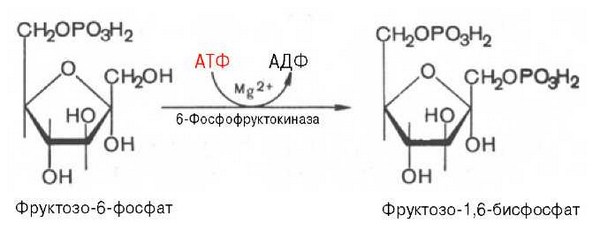 CH₂OPO₃H₂
O
CH₂OH
HO
OH
OH
Фруктозо-6-фосфат
АТФ
АДФ
Mg²⁺
6-Фосфофруктокиназа
CH₂OPO₃H₂
O
CH₂OPO₃H₂
HO
OH
OH
Фруктозо-1,6-бисфосфат